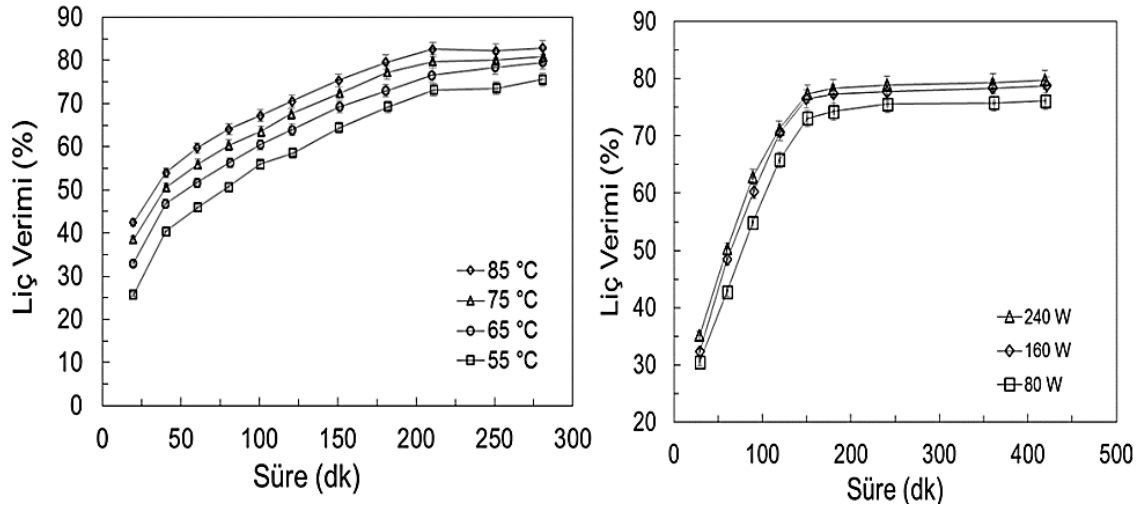 Liç Verimi (%)
90
80
70
60
50
40
30
20
10
0
85 °C
75 °C
65 °C
55 °C
0 50 100 150 200 250 300
Süre (dk)
Liç Verimi (%)
90
80
70
60
50
40
30
20
240 W
160 W
80 W
0 100 200 300 400 500
Süre (dk)